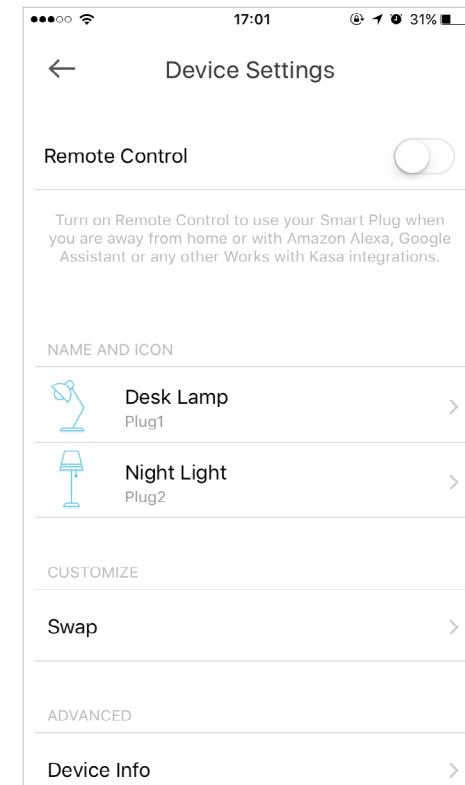 17:01 31%
Device Settings
Remote Control
Turn on Remote Control to use your Smart Plug when
you are away from home or with Amazon Alexa, Google
Assistant or any other Works with Kasa integrations.
NAME AND ICON
Desk Lamp
Plug1
Night Light
Plug2
CUSTOMIZE
Swap
ADVANCED
Device Info